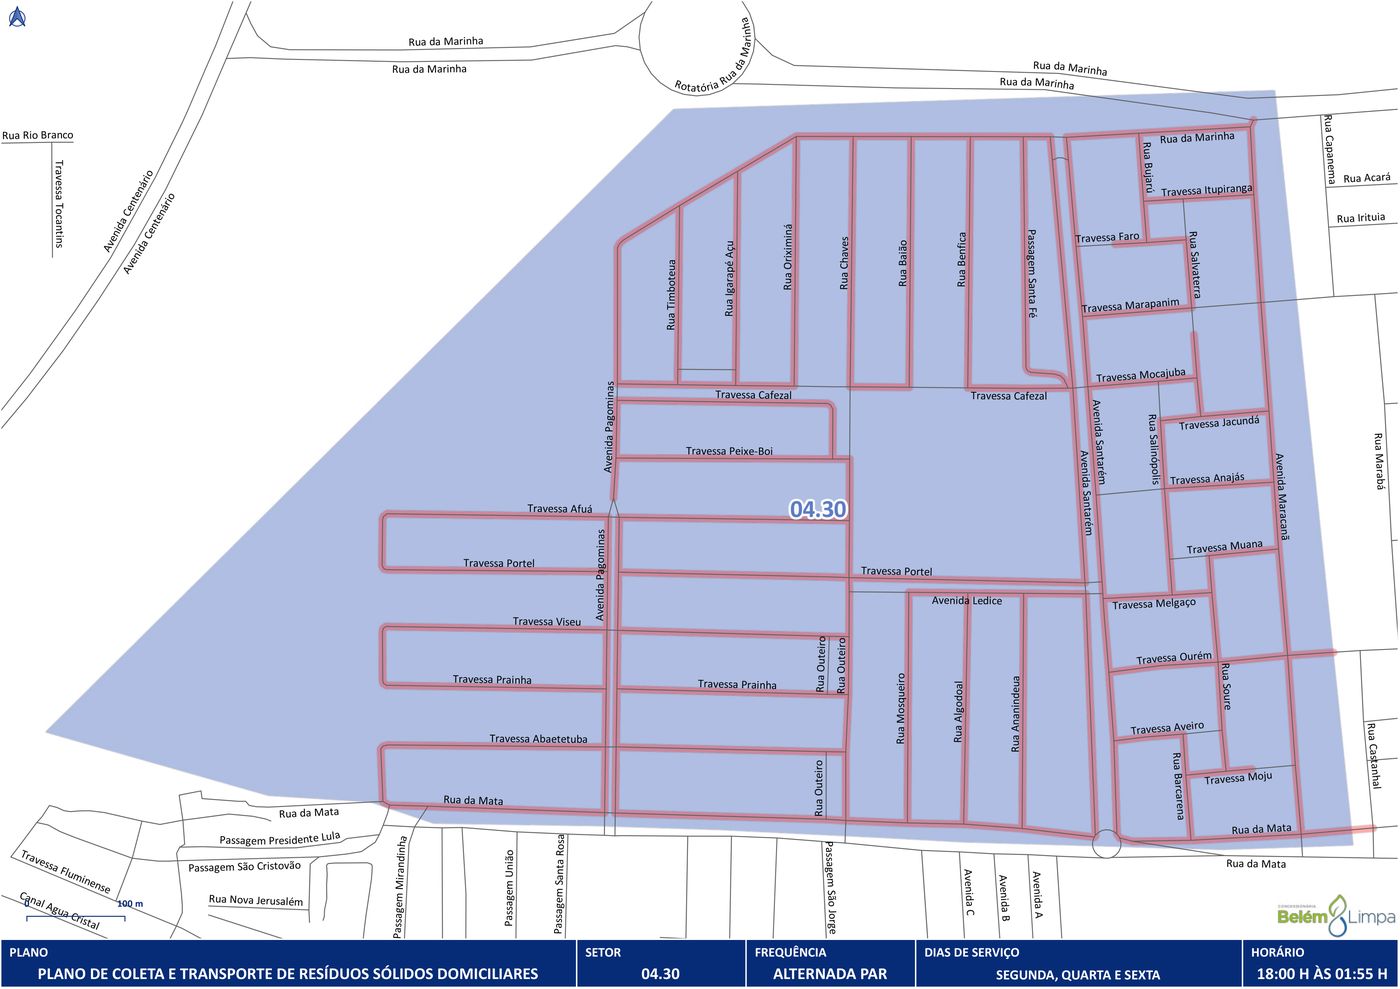 Rua da Marinha
Rua da Marinha
Rotatória Rua da Marinha
Rua da Marinha
Rua da Marinha
Rua Rio Branco
Travessa Tocantins
Avenida Centenário
Avenida Centenário
Rua da Marinha
Rua Bujarú
Rua Capanema
Rua Acará
Travessa Itupiranga
Rua Irituia
Travessa Faro
Rua Salvaterra
Rua Timboteua
Rua Igarapé Açu
Rua Oriximiná
Rua Chaves
Rua Baião
Rua Benfica
Passagem Santa Fé
Travessa Marapanim
Travessa Mocajuba
Travessa Cafezal
Travessa Cafezal
Avenida Pagominas
Avenida Santarém
Avenida Santarém
Rua Salinópolis
Travessa Jacundá
Rua Marabá
Travessa Peixe-Boi
Travessa Anajás
Avenida Maracanã
04.30
Travessa Afuá
Travessa Portel
Avenida Pagominas
Travessa Portel
Travessa Muana
Avenida Ledice
Travessa Melgaço
Travessa Viseu
Rua Outeiro
Rua Outeiro
Travessa Ourém
Travessa Prainha
Travessa Prainha
Rua Mosqueiro
Rua Algodoal
Rua Ananindeua
Rua Soure
Travessa Abaetetuba
Travessa Aveiro
Rua Outeiro
Rua Barcarena
Travessa Moju
Rua Castanhal
Rua da Mata
Rua da Mata
Rua da Mata
Rua da Mata
Passagem Presidente Lula
Passagem São Cristovão
Travessa Fluminense
Rua Nova Jerusalém
Canal Agua Cristal
Passagem Mirandinha
Passagem União
Passagem Santa Rosa
Passagem São Jorge
Avenida C
Avenida B
Avenida A
0 100 m
CONCESSIONÁRIA
Belém Limpa
PLANO
PLANO DE COLETA E TRANSPORTE DE RESÍDUOS SÓLIDOS DOMICILIARES
SETOR
04.30
FREQUÊNCIA
ALTERNADA PAR
DIAS DE SERVIÇO
SEGUNDA, QUARTA E SEXTA
HORÁRIO
18:00 H ÀS 01:55 H